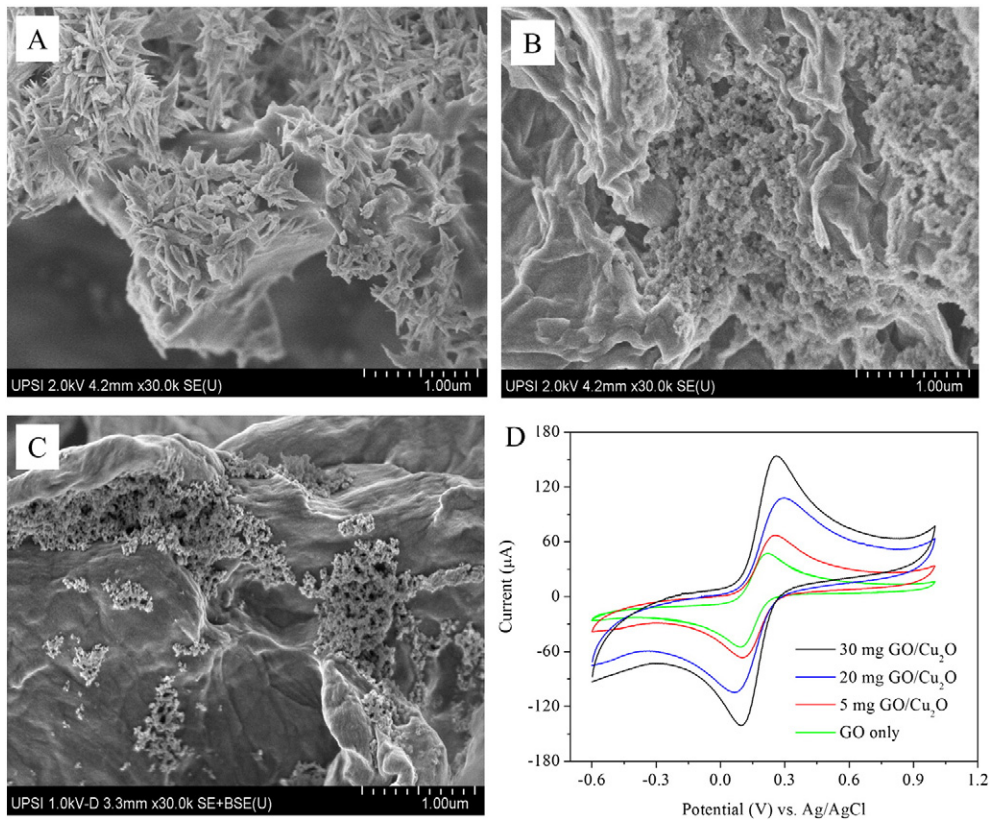 A
UPSI 2.0kV 4.2mm x30.0k SE(U)
1.00um
B
UPSI 2.0kV 4.2mm x30.0k SE(U)
1.00um
C
UPSI 1.0kV-D 3.3mm x30.0k SE+BSE(U)
1.00um
D
180
120
60
0
-60
-120
-180
Current (μA)
30 mg GO/Cu₂O
20 mg GO/Cu₂O
5 mg GO/Cu₂O
GO only
-0.6 -0.3 0.0 0.3 0.6 0.9 1.2
Potential (V) vs. Ag/AgCl